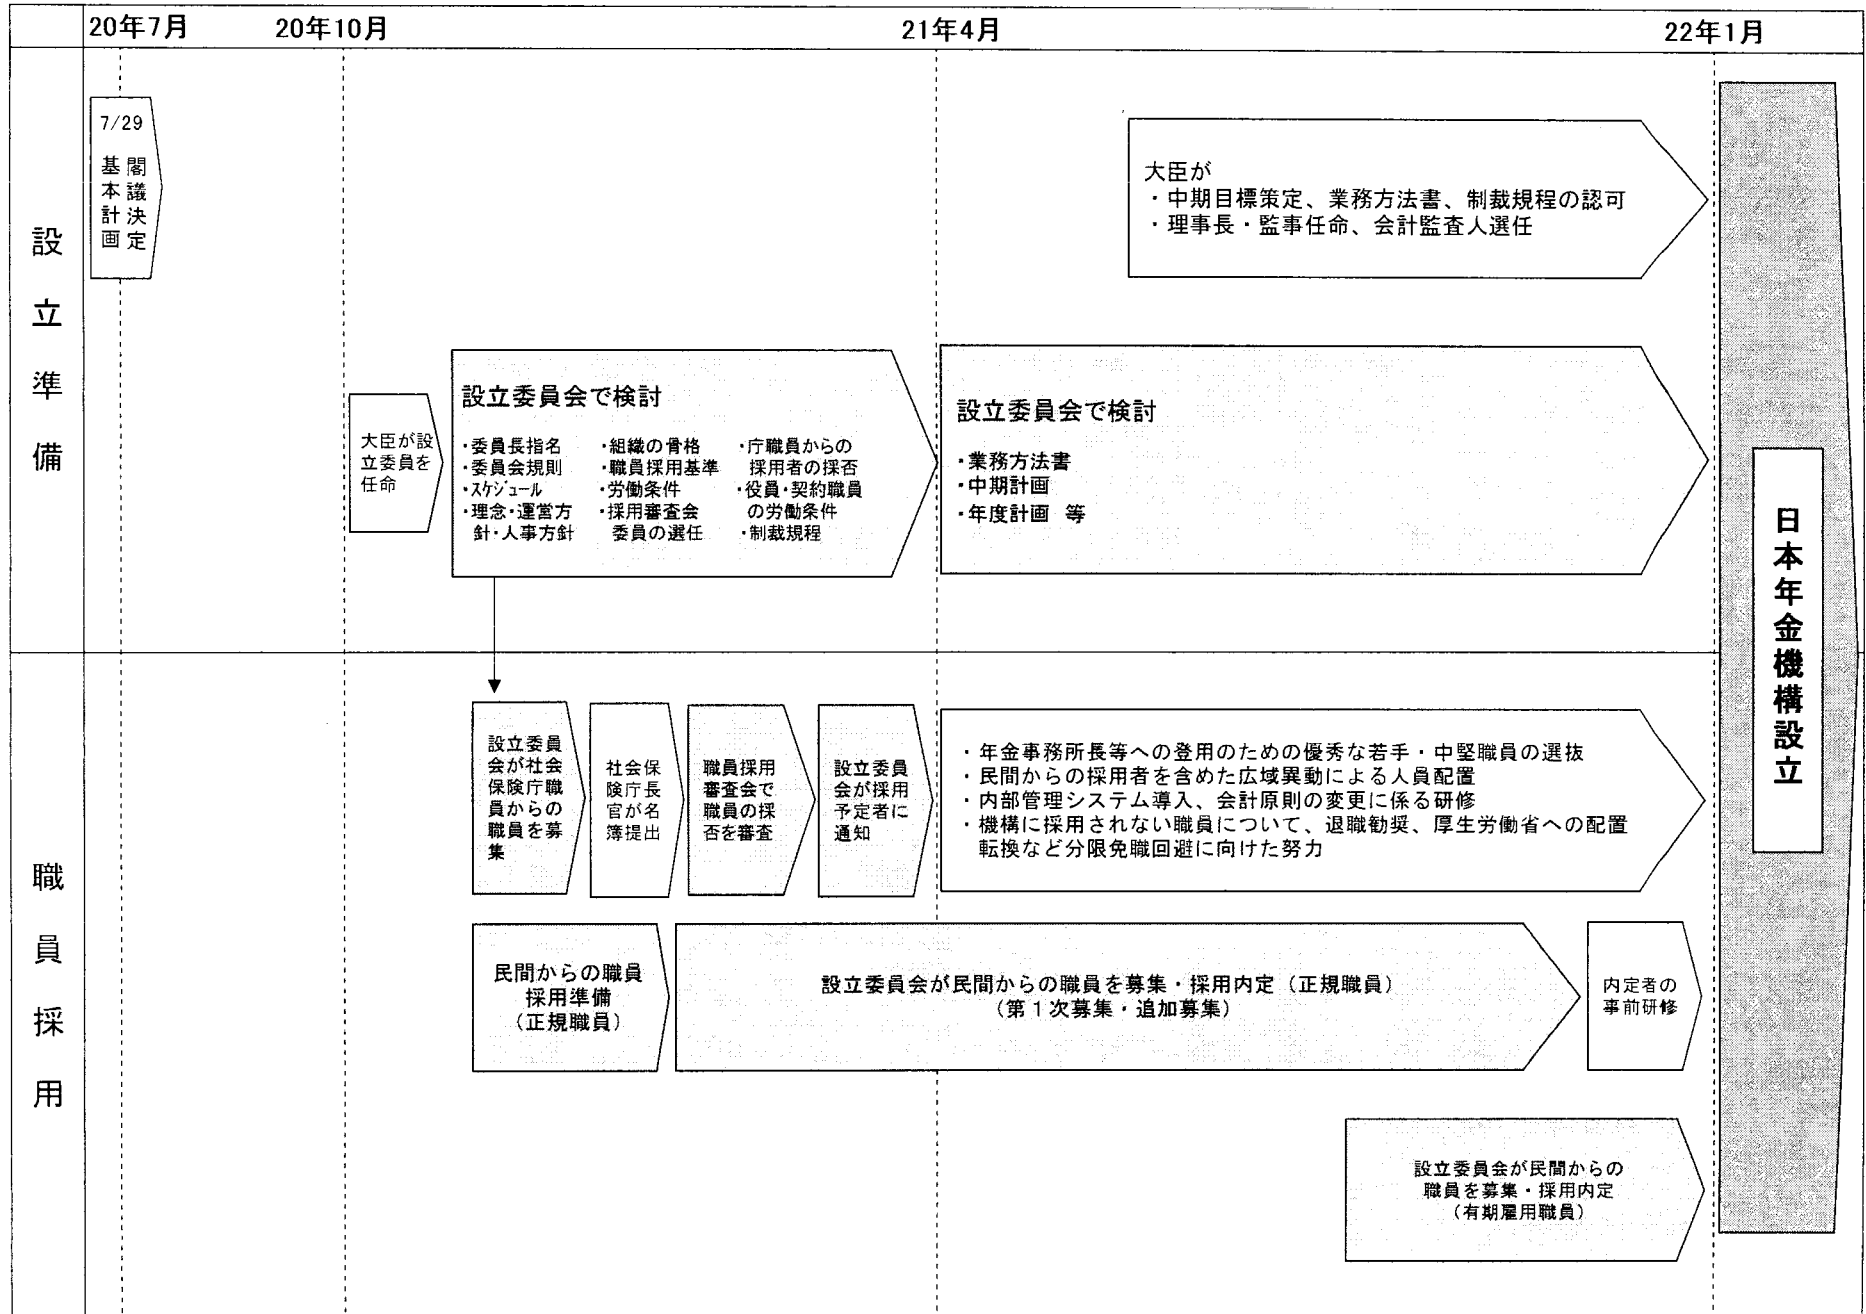 20年7月
20年10月
21年4月
22年1月
設立準備
7/29
閣議決定
基本計画
大臣が
・中期目標策定、業務方法書、制裁規程の認可
・理事長・監事任命、会計監査人選任
大臣が設
立委員を
任命
設立委員会で検討
・委員長指名
・委員会規則
・スケジュール
・理念・運営方
針・人事方針
・組織の骨格
・職員採用基準
・労働条件
・採用審査会
委員の選任
・庁職員からの
採用者の採否
・役員・契約職員
の労働条件
・制裁規程
設立委員会で検討
・業務方法書
・中期計画
・年度計画 等
日本年金機構設立
職員採用
設立委員
会が社会
保険庁職
員からの
職員を募
集
社会保
険庁長
官が名
簿提出
職員採用
審査会で
職員の採
否を審査
設立委員
会が採用
予定者に
通知
・年金事務所長等への登用のための優秀な若手・中堅職員の選抜
・民間からの採用者を含めた広域異動による人員配置
・内部管理システム導入、会計原則の変更に係る研修
・機構に採用されない職員について、退職勧奨、厚生労働省への配置
転換など分限免職回避に向けた努力
民間からの職員
採用準備
(正規職員)
設立委員会が民間からの職員を募集・採用内定(正規職員)
(第1次募集・追加募集)
内定者の
事前研修
設立委員会が民間からの
職員を募集・採用内定
(有期雇用職員)